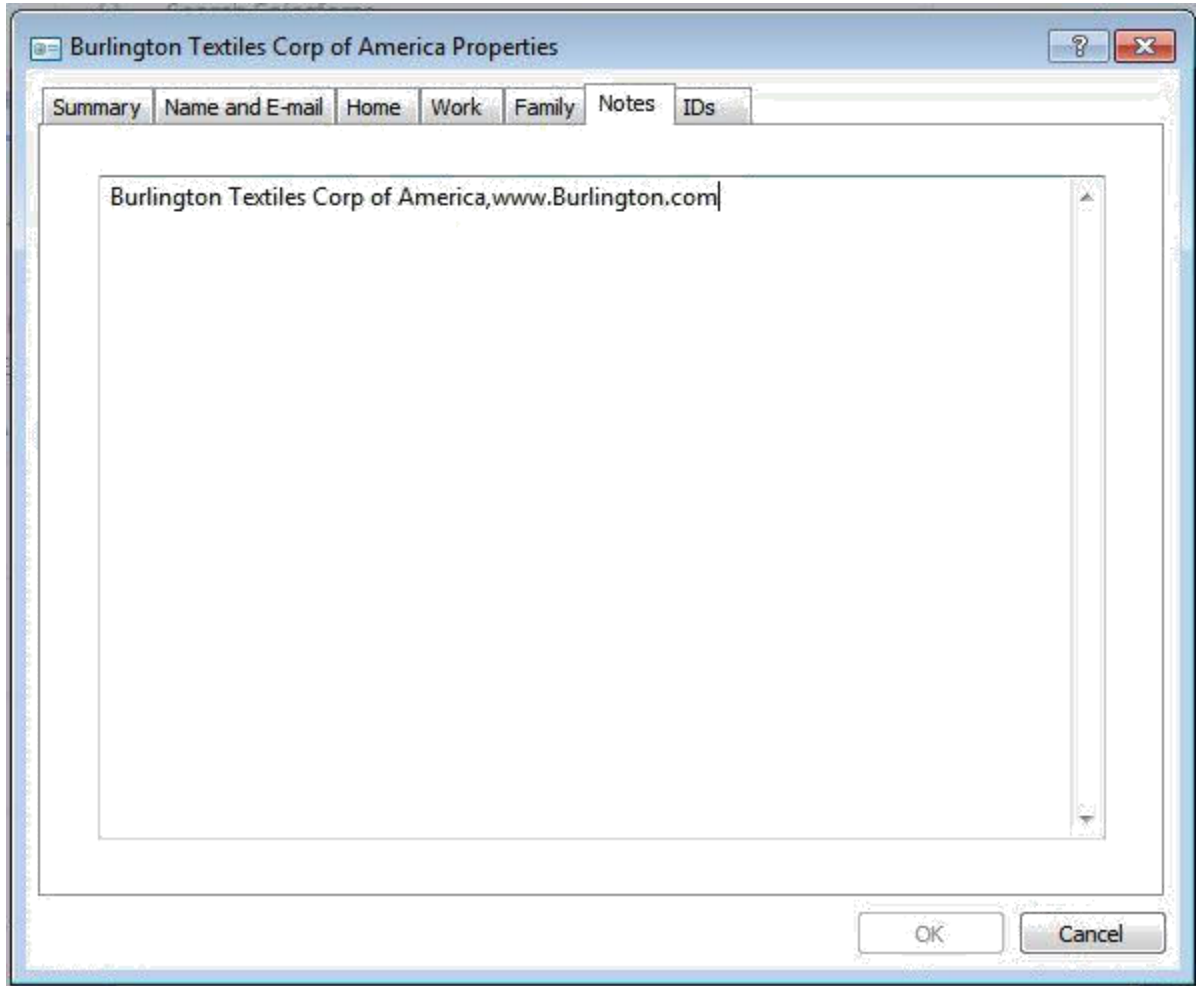 Burlington Textiles Corp of America Properties
Summary Name and E-mail Home Work Family Notes IDs
Burlington Textiles Corp of America,www.Burlington.com
OK Cancel